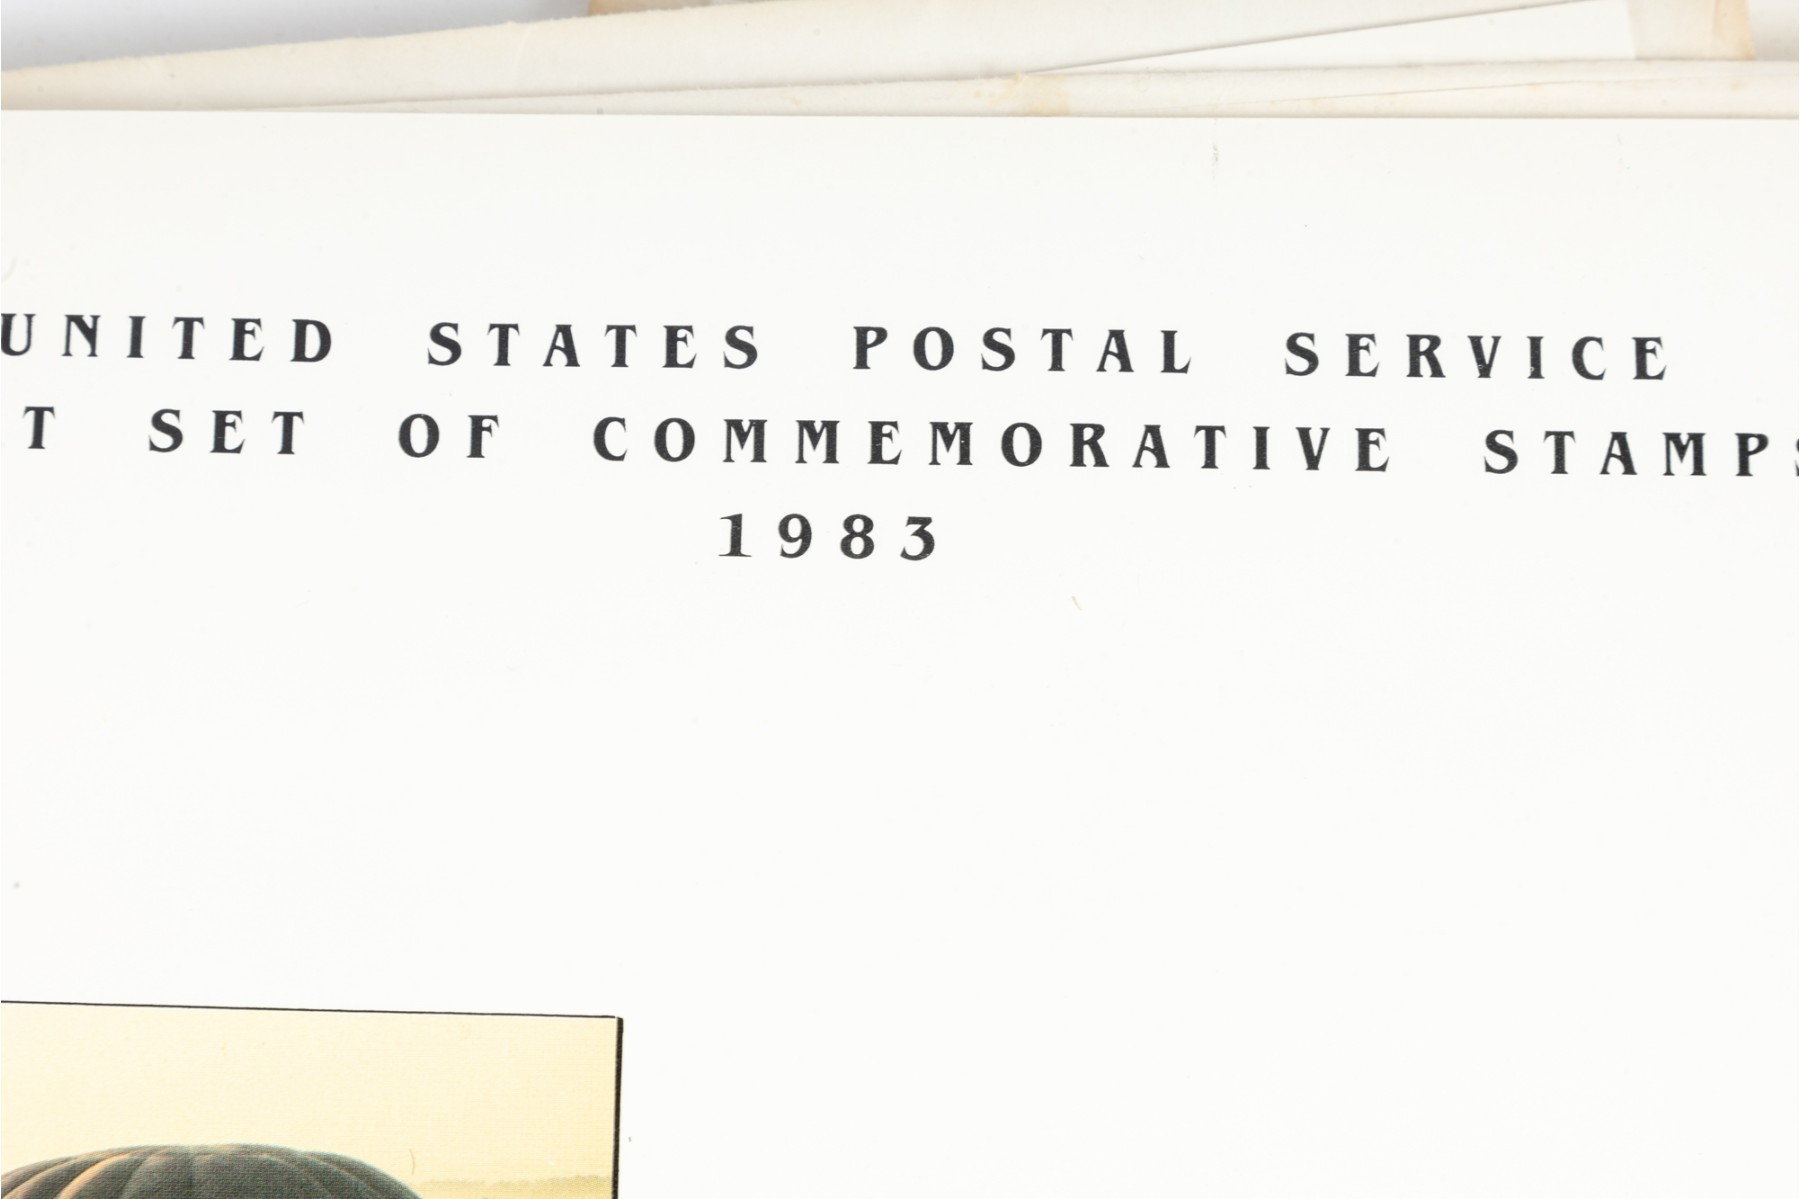 UNITED STATES POSTAL SERVICE
T SET OF COMMEMORATIVE STAMPS
1983